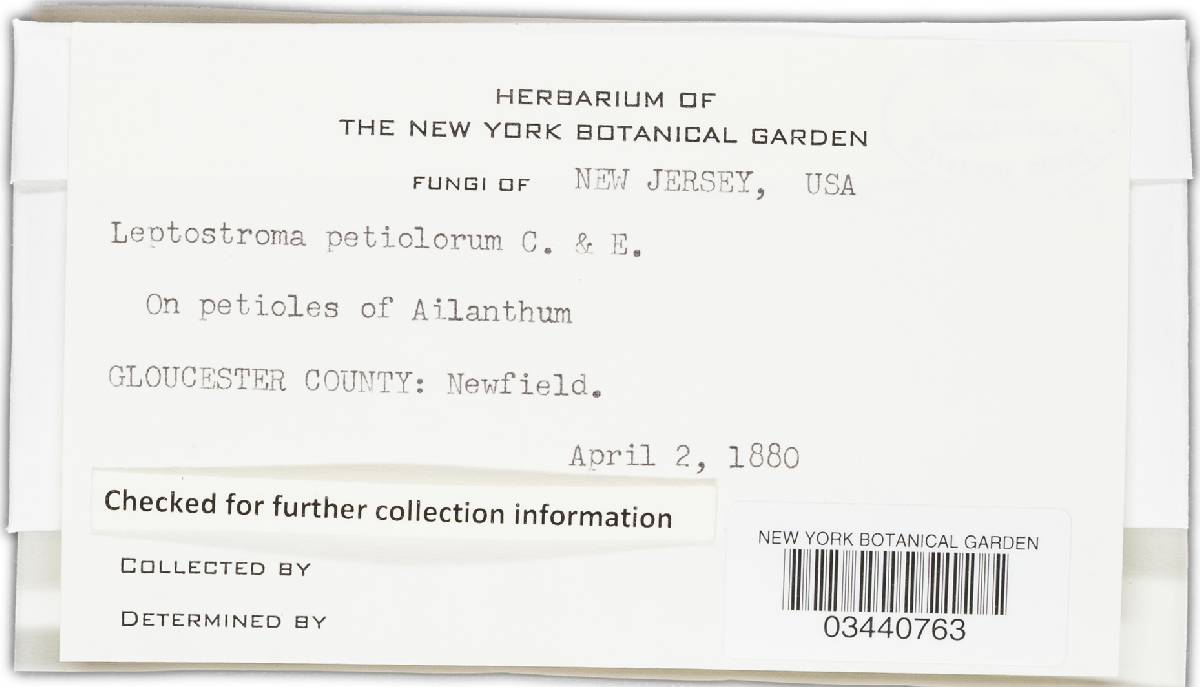 HERBARIUM OF
THE NEW YORK BOTANICAL GARDEN
FUNGI OF NEW JERSEY, USA
Leptostroma petiolorum C. & E.
On petioles of Ailanthum
GLOUCESTER COUNTY: Newfield.
April 2, 1880
Checked for further collection information
COLLECTED BY
DETERMINED BY
NEW YORK BOTANICAL GARDEN
03440763